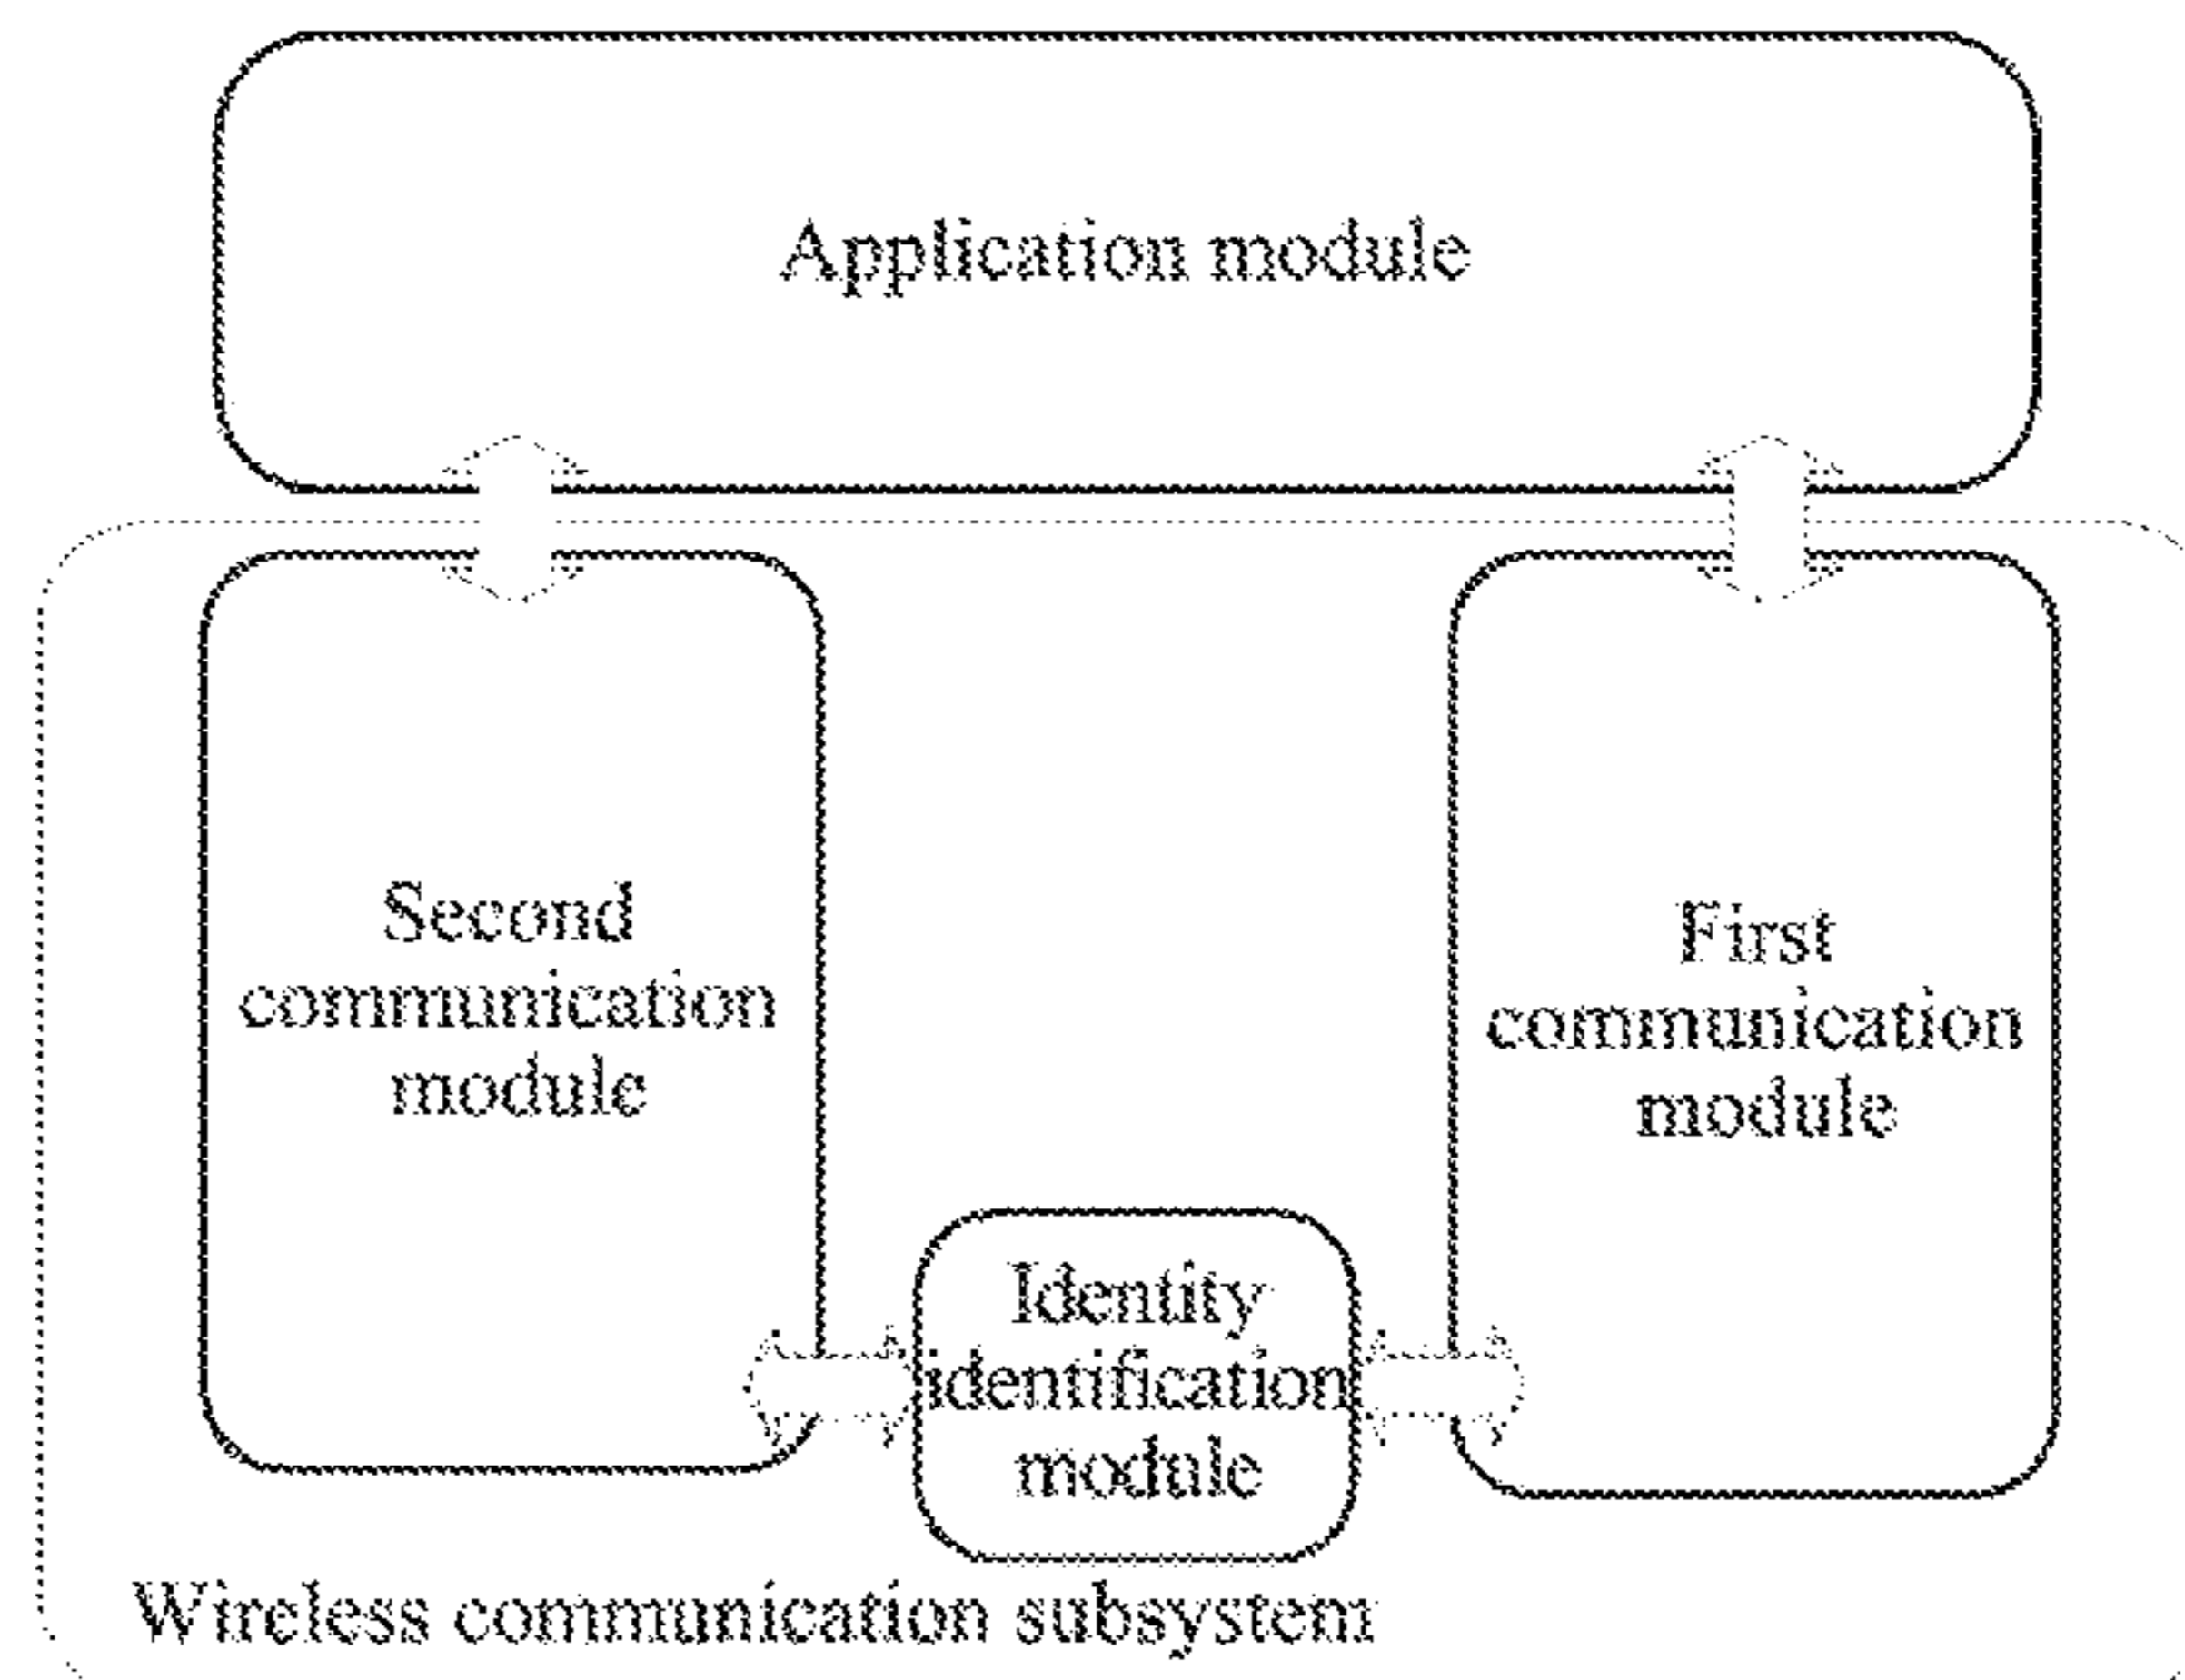 Application module
Second
communication
module
First
communication
module
Identity
identification
module
Wireless communication subsystem